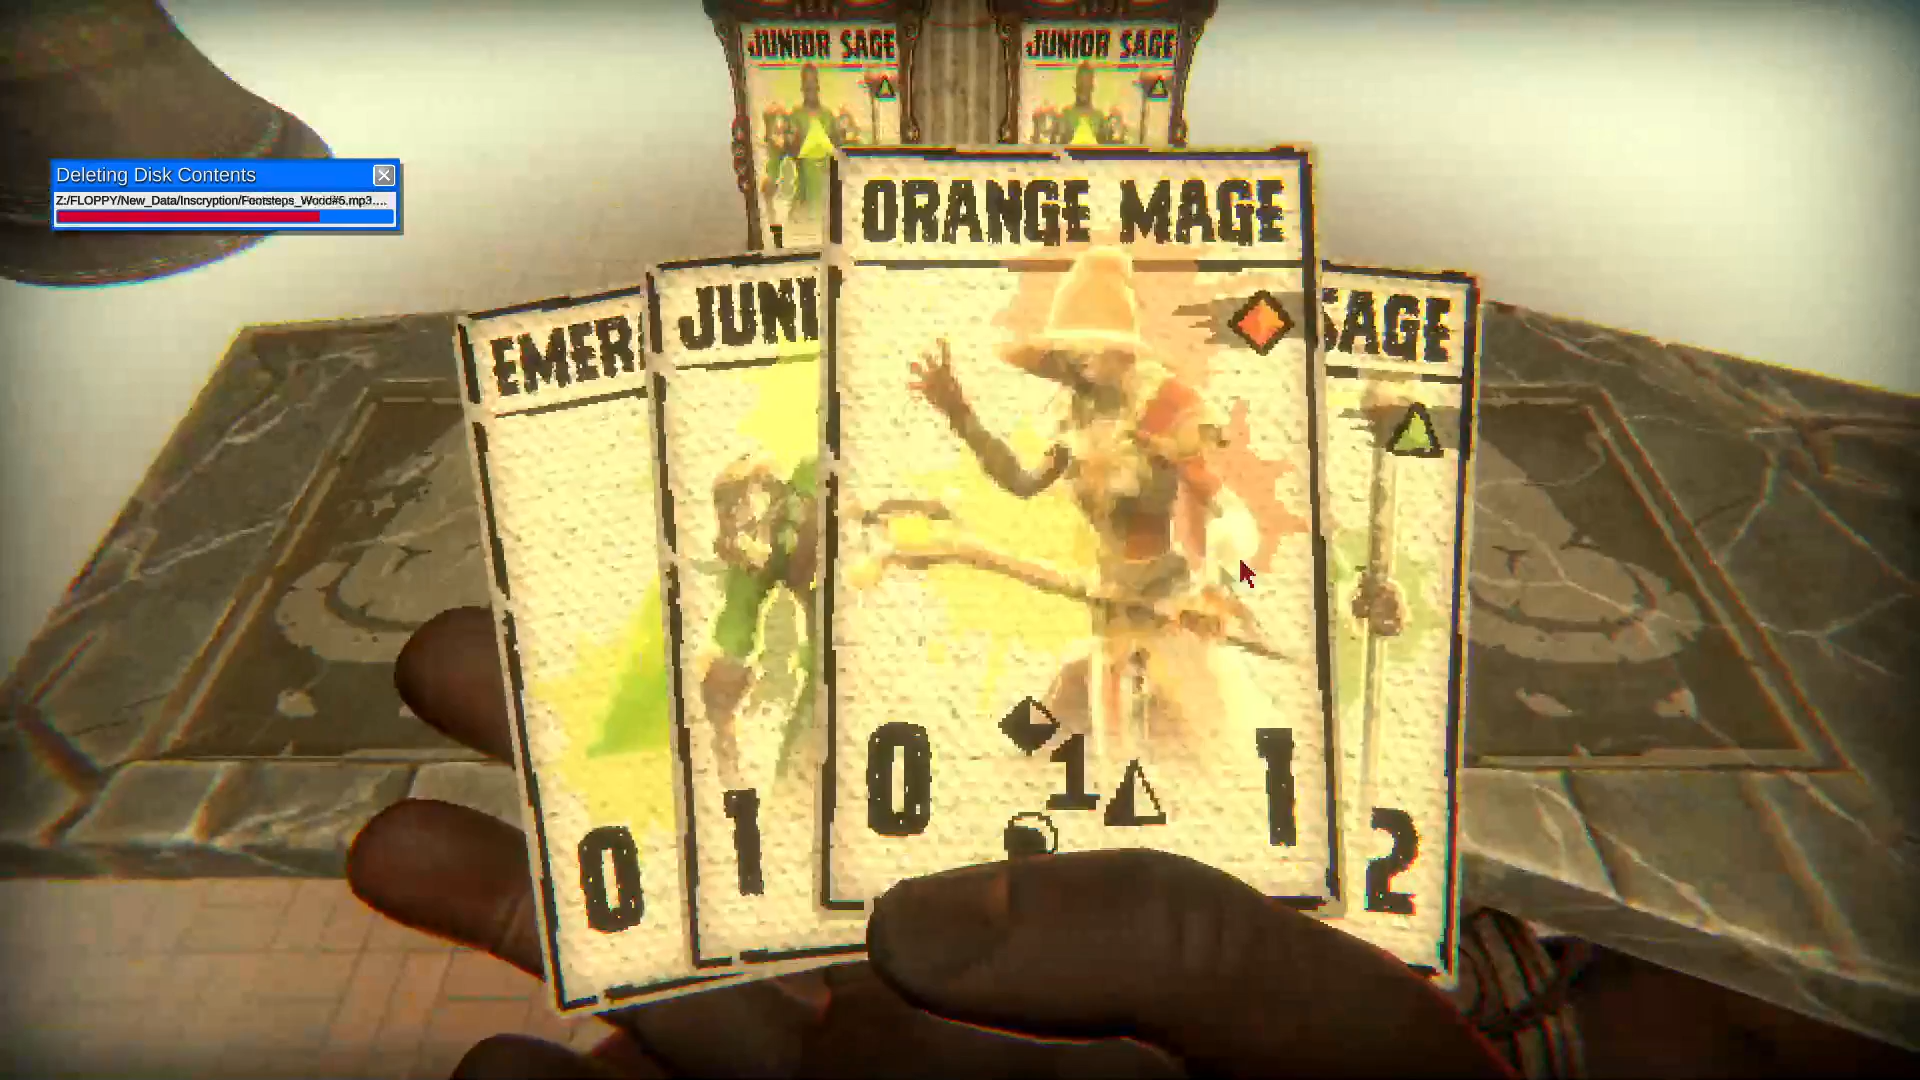 JUNIOR SAGE
JUNIOR SAGE
Deleting Disk Contents
Z:/FLOPPY/New_Data/Inscryption/Footsteps_Wood#5.mp3....
ORANGE MAGE
EMER
JUNI
SAGE
0
1
0
1
1
2